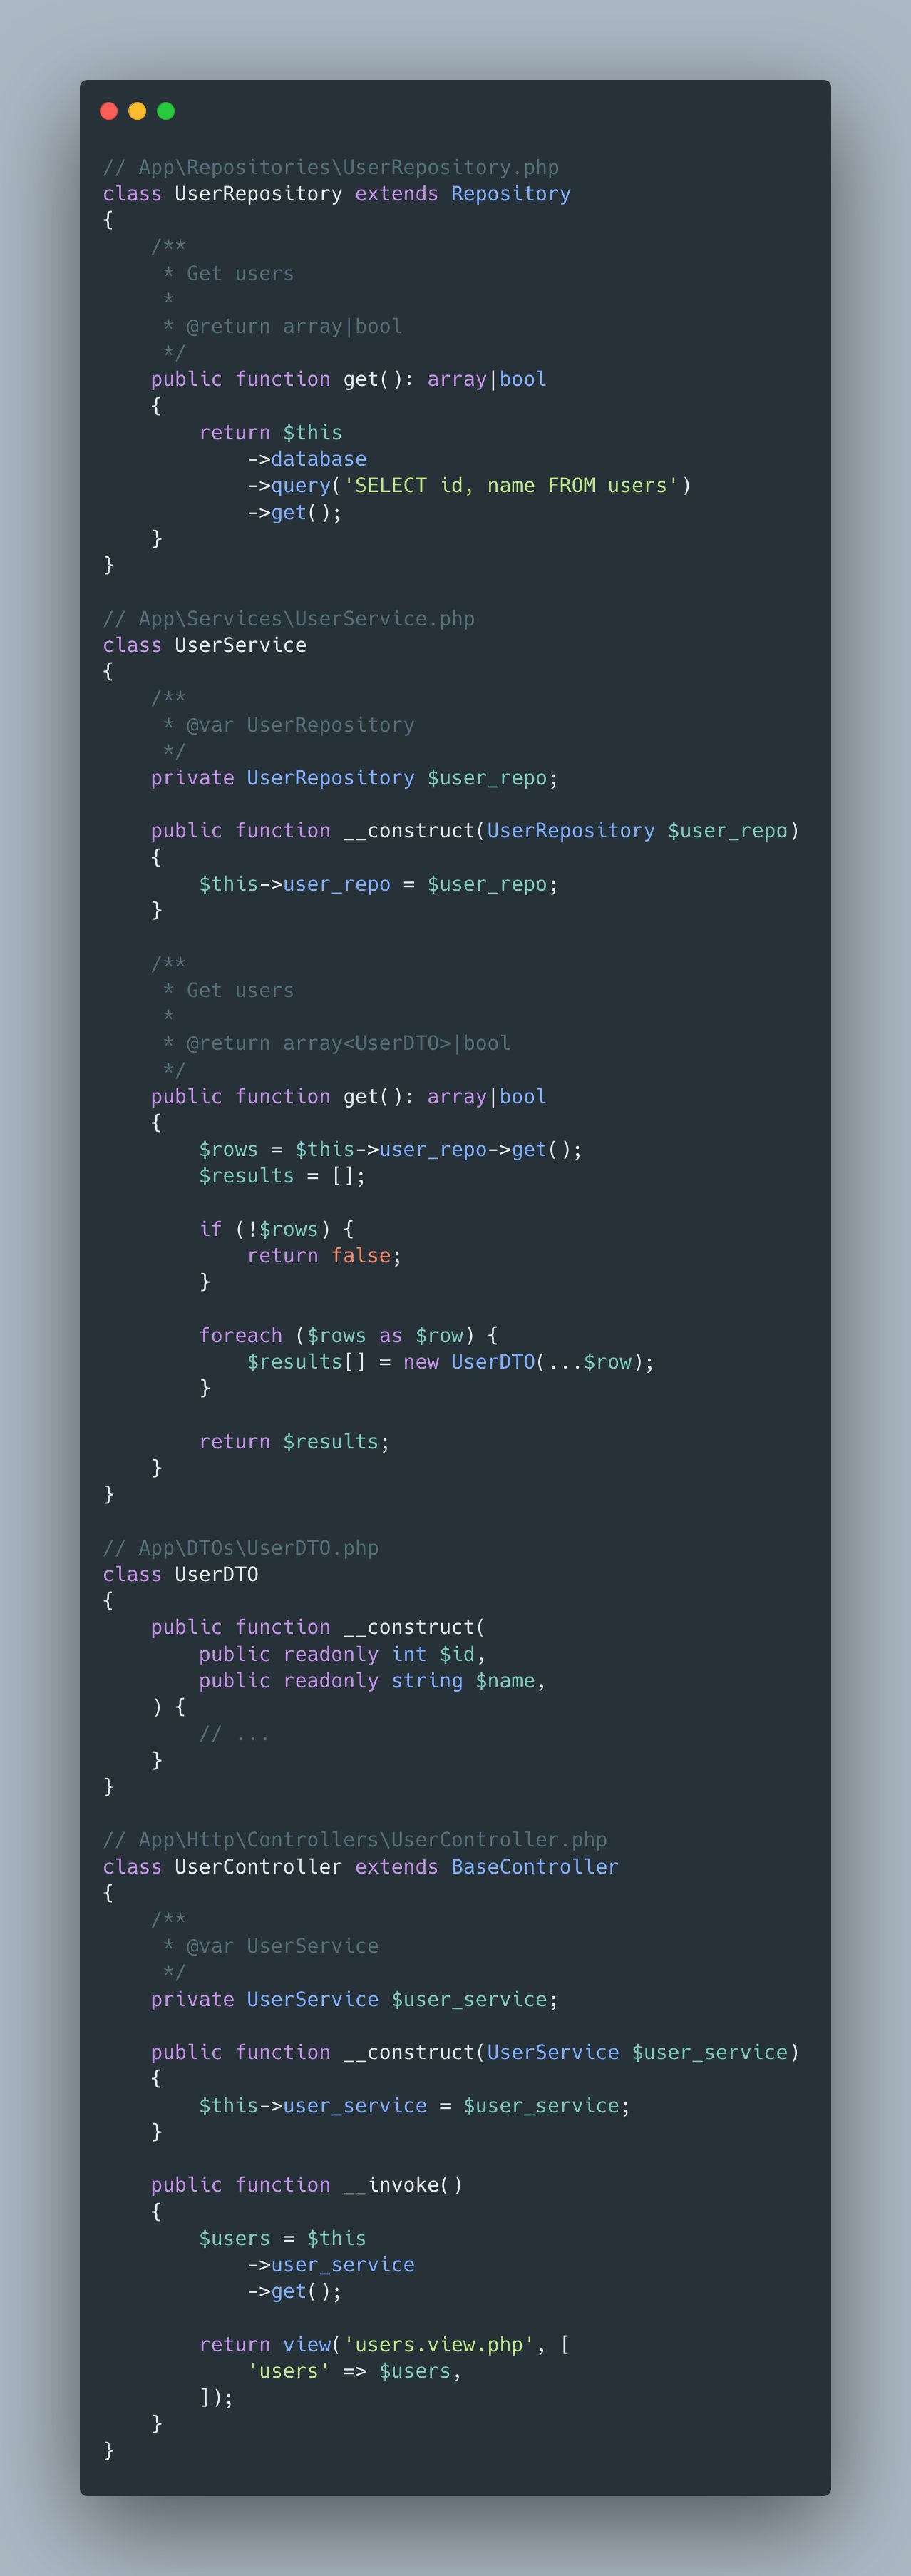 // App\Repositories\UserRepository.php
class UserRepository extends Repository
{
    /**
     * Get users
     *
     * @return array|bool
     */
    public function get(): array|bool
    {
        return $this
            ->database
            ->query('SELECT id, name FROM users')
            ->get();
    }
}

// App\Services\UserService.php
class UserService
{
    /**
     * @var UserRepository
     */
    private UserRepository $user_repo;

    public function __construct(UserRepository $user_repo)
    {
        $this->user_repo = $user_repo;
    }

    /**
     * Get users
     *
     * @return array<UserDTO>|bool
     */
    public function get(): array|bool
    {
        $rows = $this->user_repo->get();
        $results = [];

        if (!$rows) {
            return false;
        }

        foreach ($rows as $row) {
            $results[] = new UserDTO(...$row);
        }

        return $results;
    }
}

// App\DTOs\UserDTO.php
class UserDTO
{
    public function __construct(
        public readonly int $id,
        public readonly string $name,
    ) {
        // ...
    }
}

// App\Http\Controllers\UserController.php
class UserController extends BaseController
{
    /**
     * @var UserService
     */
    private UserService $user_service;

    public function __construct(UserService $user_service)
    {
        $this->user_service = $user_service;
    }

    public function __invoke()
    {
        $users = $this
            ->user_service
            ->get();

        return view('users.view.php', [
            'users' => $users,
        ]);
    }
}